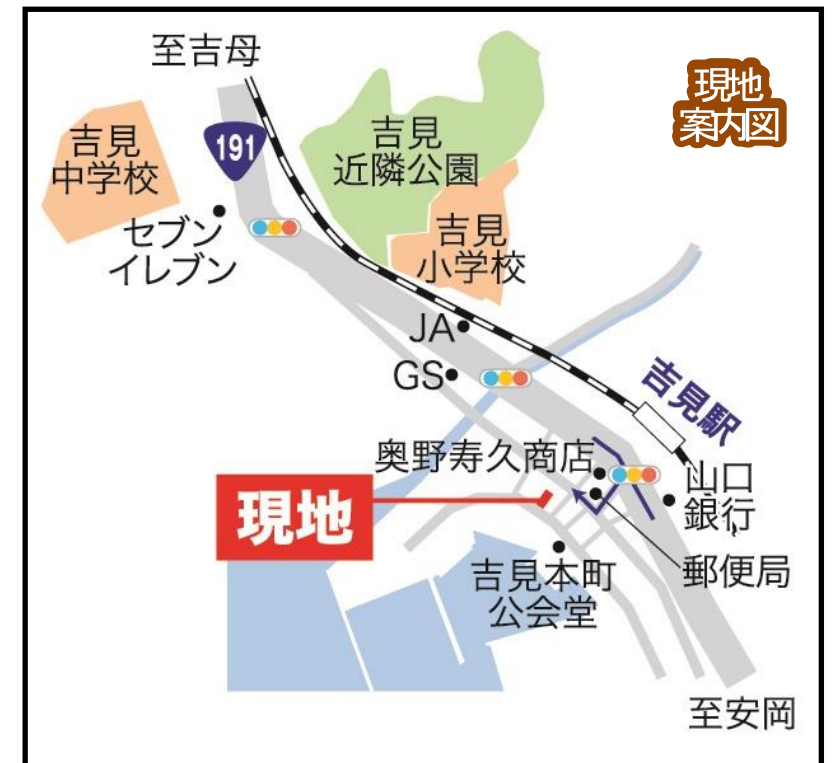 至吉母
現地
案内図
191
吉見
中学校
吉見
近隣公園
セブン
イレブン
吉見
小学校
JA
GS
吉見駅
奥野寿久商店
山口
銀行
現地
郵便局
吉見本町
公会堂
至安岡